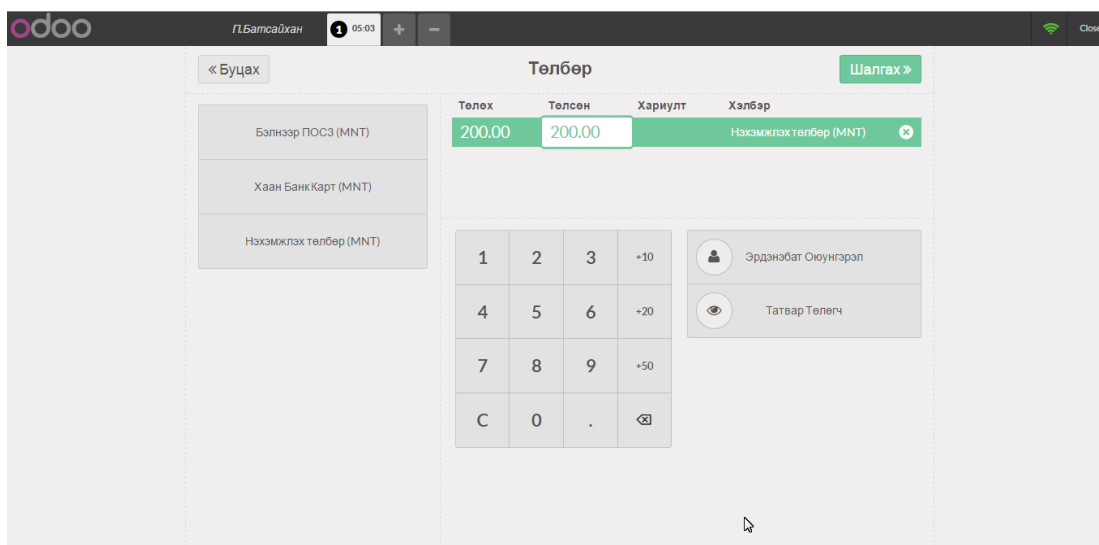 odoo П.Батсайхан 1 05:03 + − Close
« Буцах Төлбөр Шалгах »
Төлөх Төлсөн Хариулт Хэлбэр
200.00 200.00 Нэхэмжлэх төлбөр (MNT)
Бэлнээр ПОС3 (MNT)
Хаан Банк Карт (MNT)
Нэхэмжлэх төлбөр (MNT)
1 2 3 +10
4 5 6 +20
7 8 9 +50
C 0 .
Эрдэнэбат Оюунгэрэл
Татвар Төлөгч